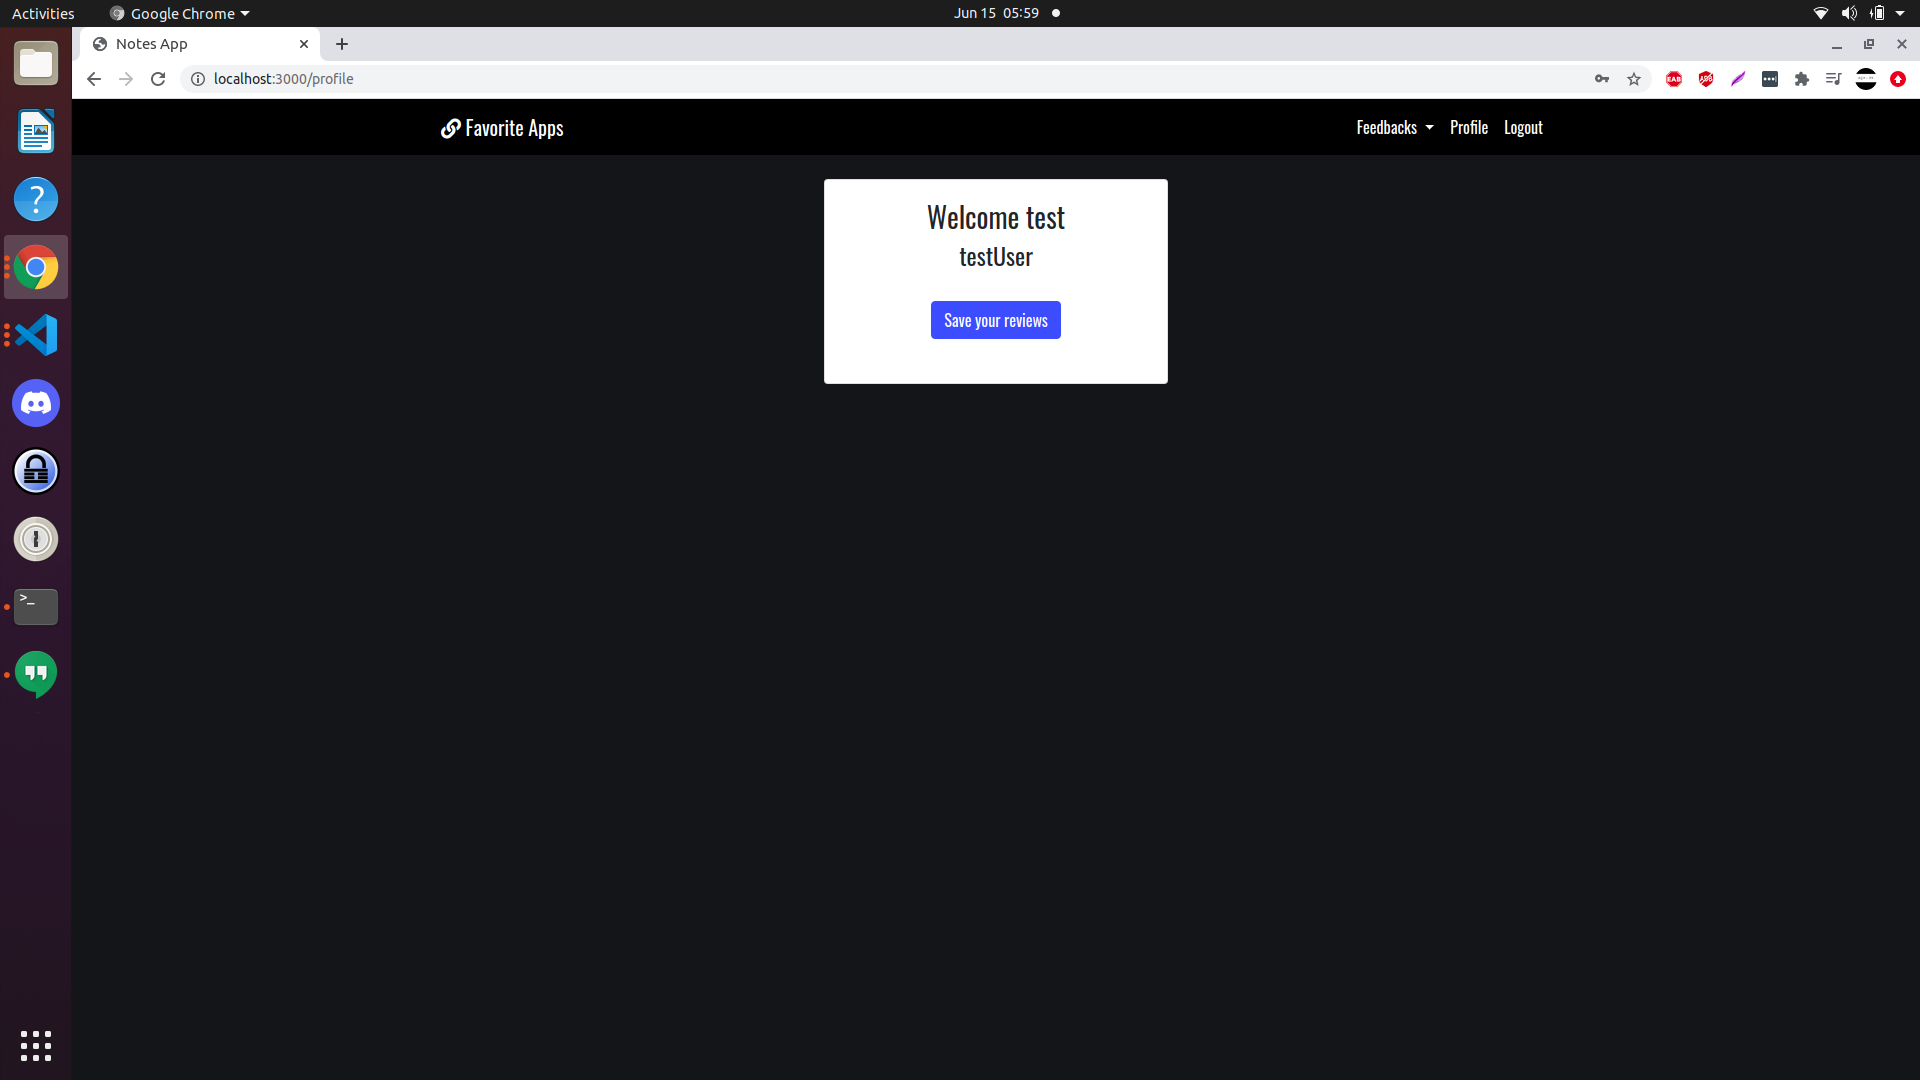 Activities
Google Chrome
Jun 15 05:59
Notes App
localhost:3000/profile
Favorite Apps
Feedbacks
Profile
Logout
Welcome test
testUser
Save your reviews